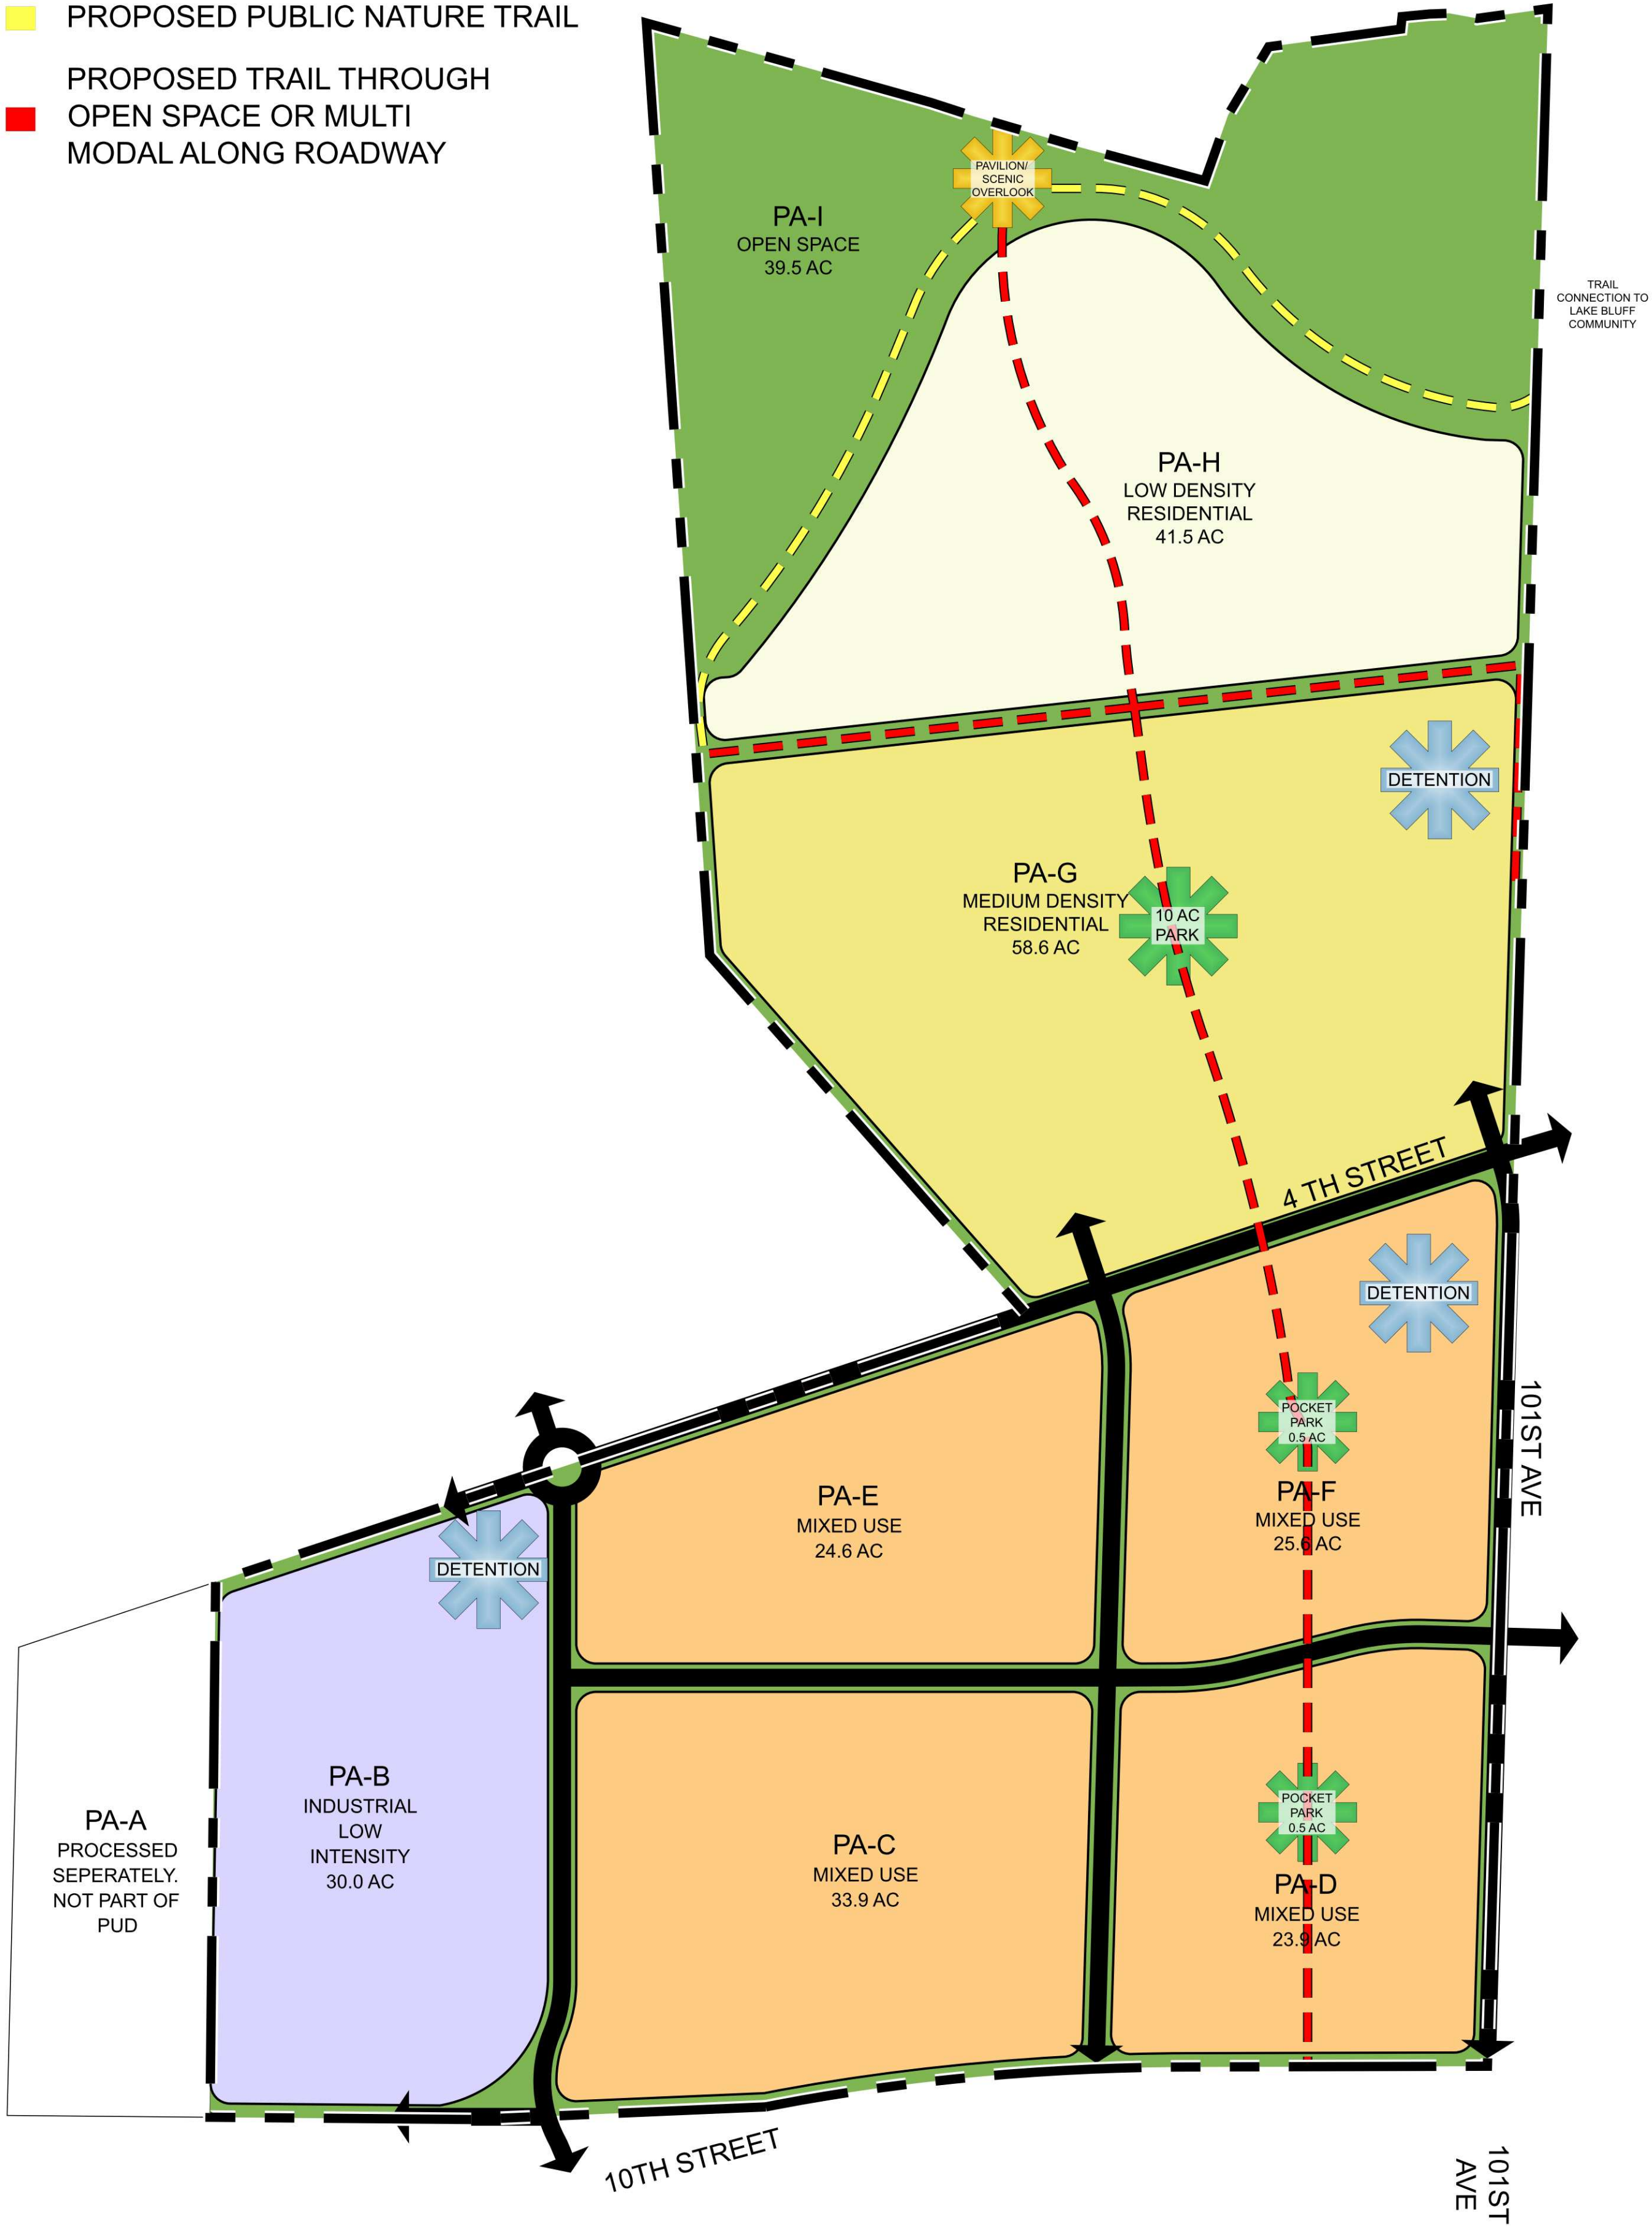 PROPOSED PUBLIC NATURE TRAIL
PROPOSED TRAIL THROUGH
OPEN SPACE OR MULTI
MODAL ALONG ROADWAY
PAVILION/
SCENIC
OVERLOOK
PA-I
OPEN SPACE
39.5 AC
TRAIL
CONNECTION TO
LAKE BLUFF
COMMUNITY
PA-H
LOW DENSITY
RESIDENTIAL
41.5 AC
DETENTION
PA-G
MEDIUM DENSITY
RESIDENTIAL
58.6 AC
10 AC
PARK
4 TH STREET
DETENTION
101ST AVE
POCKET
PARK
0.5 AC
PA-F
MIXED USE
25.6 AC
PA-E
MIXED USE
24.6 AC
DETENTION
PA-B
INDUSTRIAL
LOW
INTENSITY
30.0 AC
PA-A
PROCESSED
SEPERATELY.
NOT PART OF
PUD
PA-C
MIXED USE
33.9 AC
POCKET
PARK
0.5 AC
PA-D
MIXED USE
23.9 AC
10TH STREET
101ST
AVE